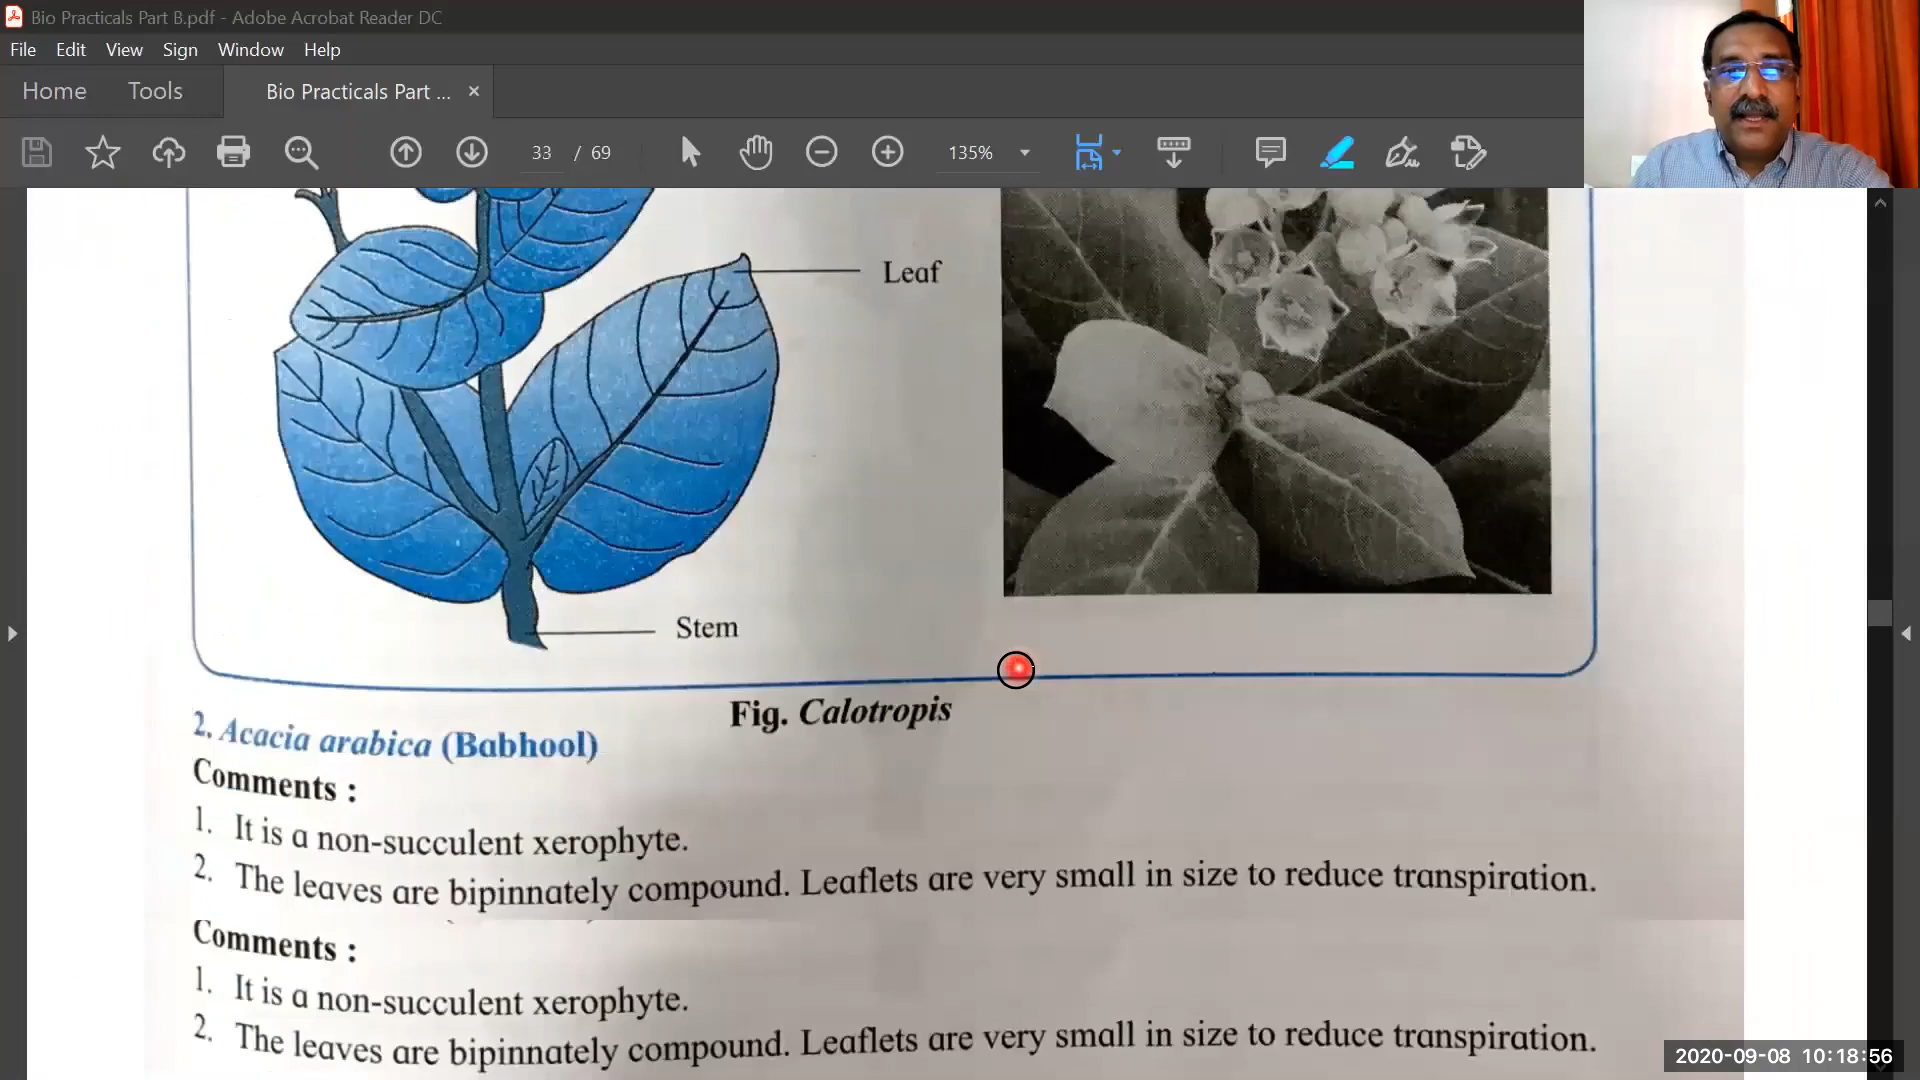 Bio Practicals Part B.pdf - Adobe Acrobat Reader DC
File Edit View Sign Window Help
Home Tools Bio Practicals Part ... ×
33 / 69 135%
Leaf
Stem
Fig. Calotropis
2. Acacia arabica (Babhool)
Comments :
1. It is a non-succulent xerophyte.
2. The leaves are bipinnately compound. Leaflets are very small in size to reduce transpiration.
Comments :
1. It is a non-succulent xerophyte.
2. The leaves are bipinnately compound. Leaflets are very small in size to reduce transpiration.
2020-09-08 10:18:56